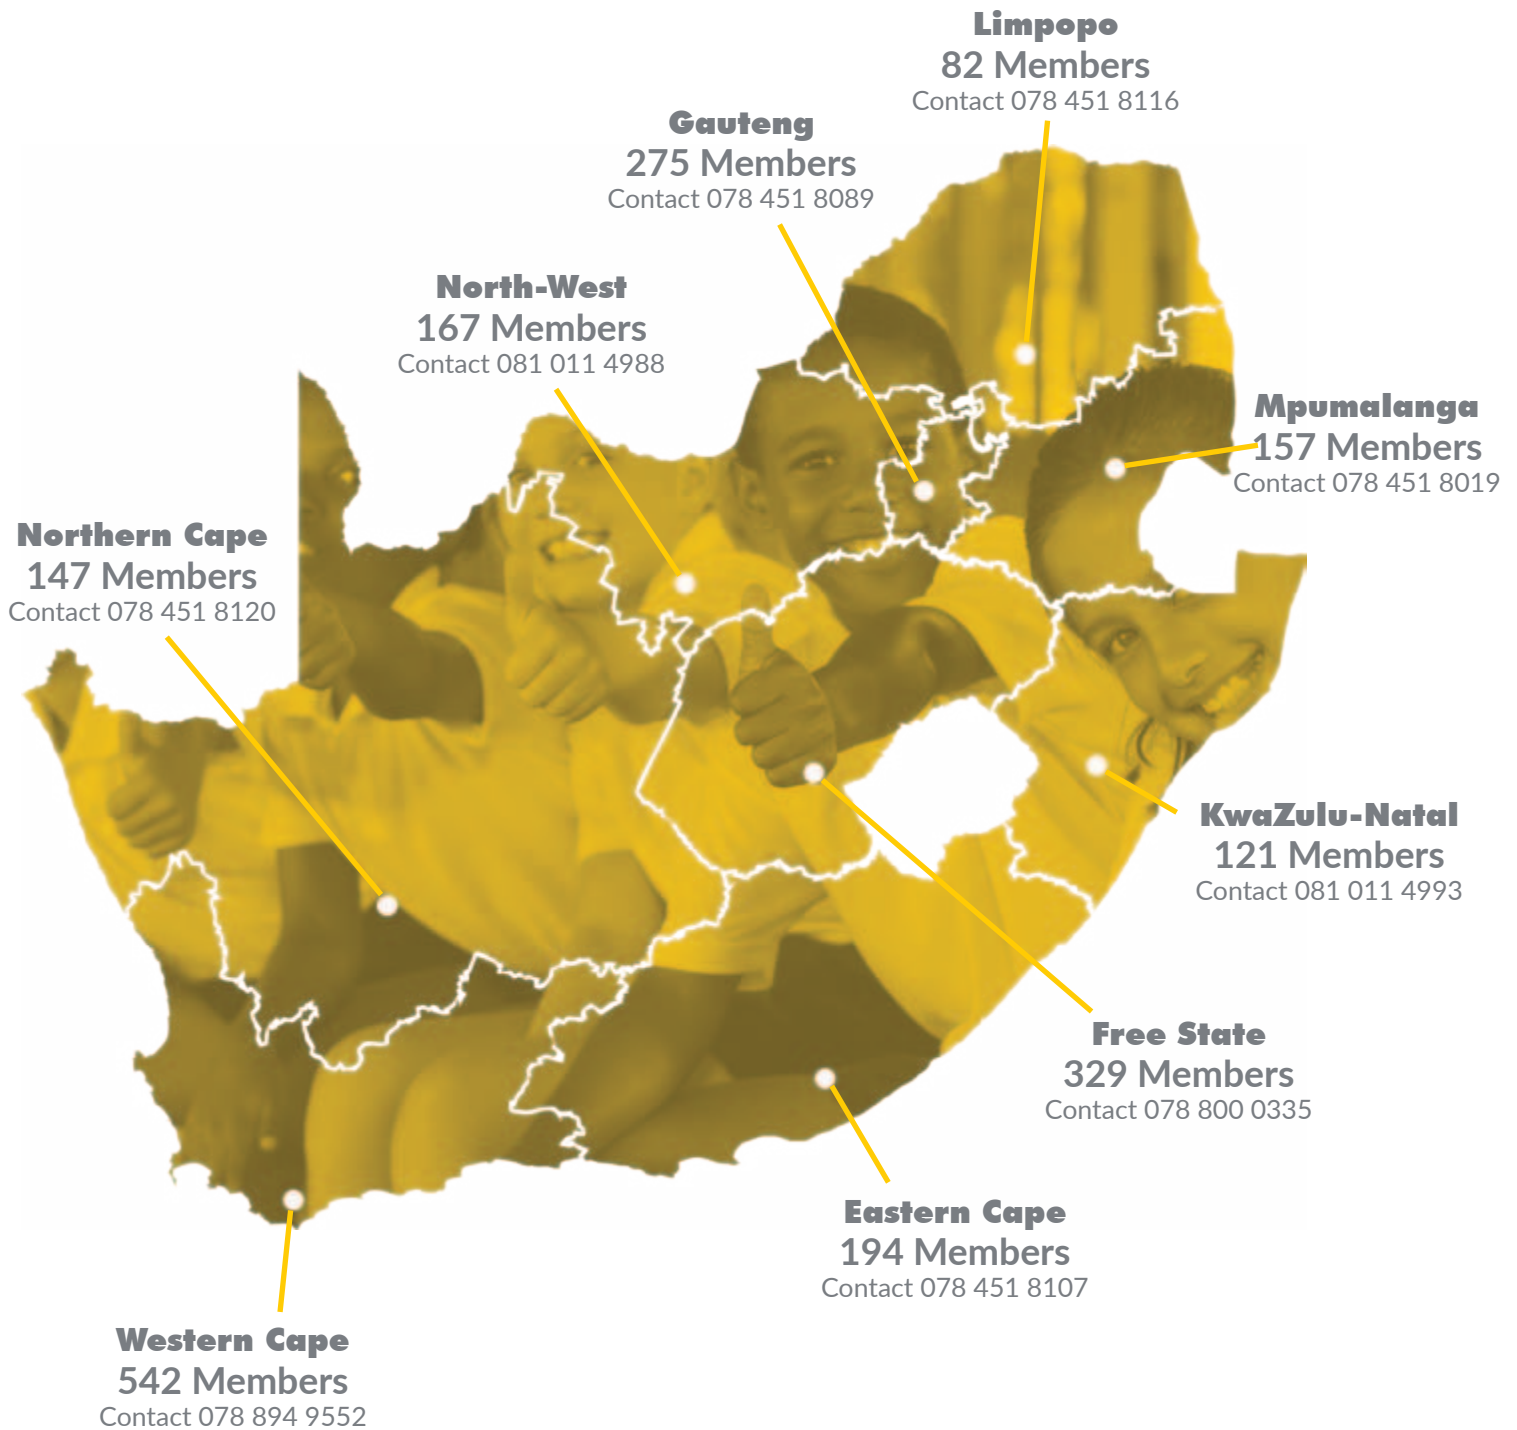 Limpopo
82 Members
Contact 078 451 8116
Gauteng
275 Members
Contact 078 451 8089
North-West
167 Members
Contact 081 011 4988
Mpumalanga
157 Members
Contact 078 451 8019
Northern Cape
147 Members
Contact 078 451 8120
KwaZulu-Natal
121 Members
Contact 081 011 4993
Free State
329 Members
Contact 078 800 0335
Eastern Cape
194 Members
Contact 078 451 8107
Western Cape
542 Members
Contact 078 894 9552